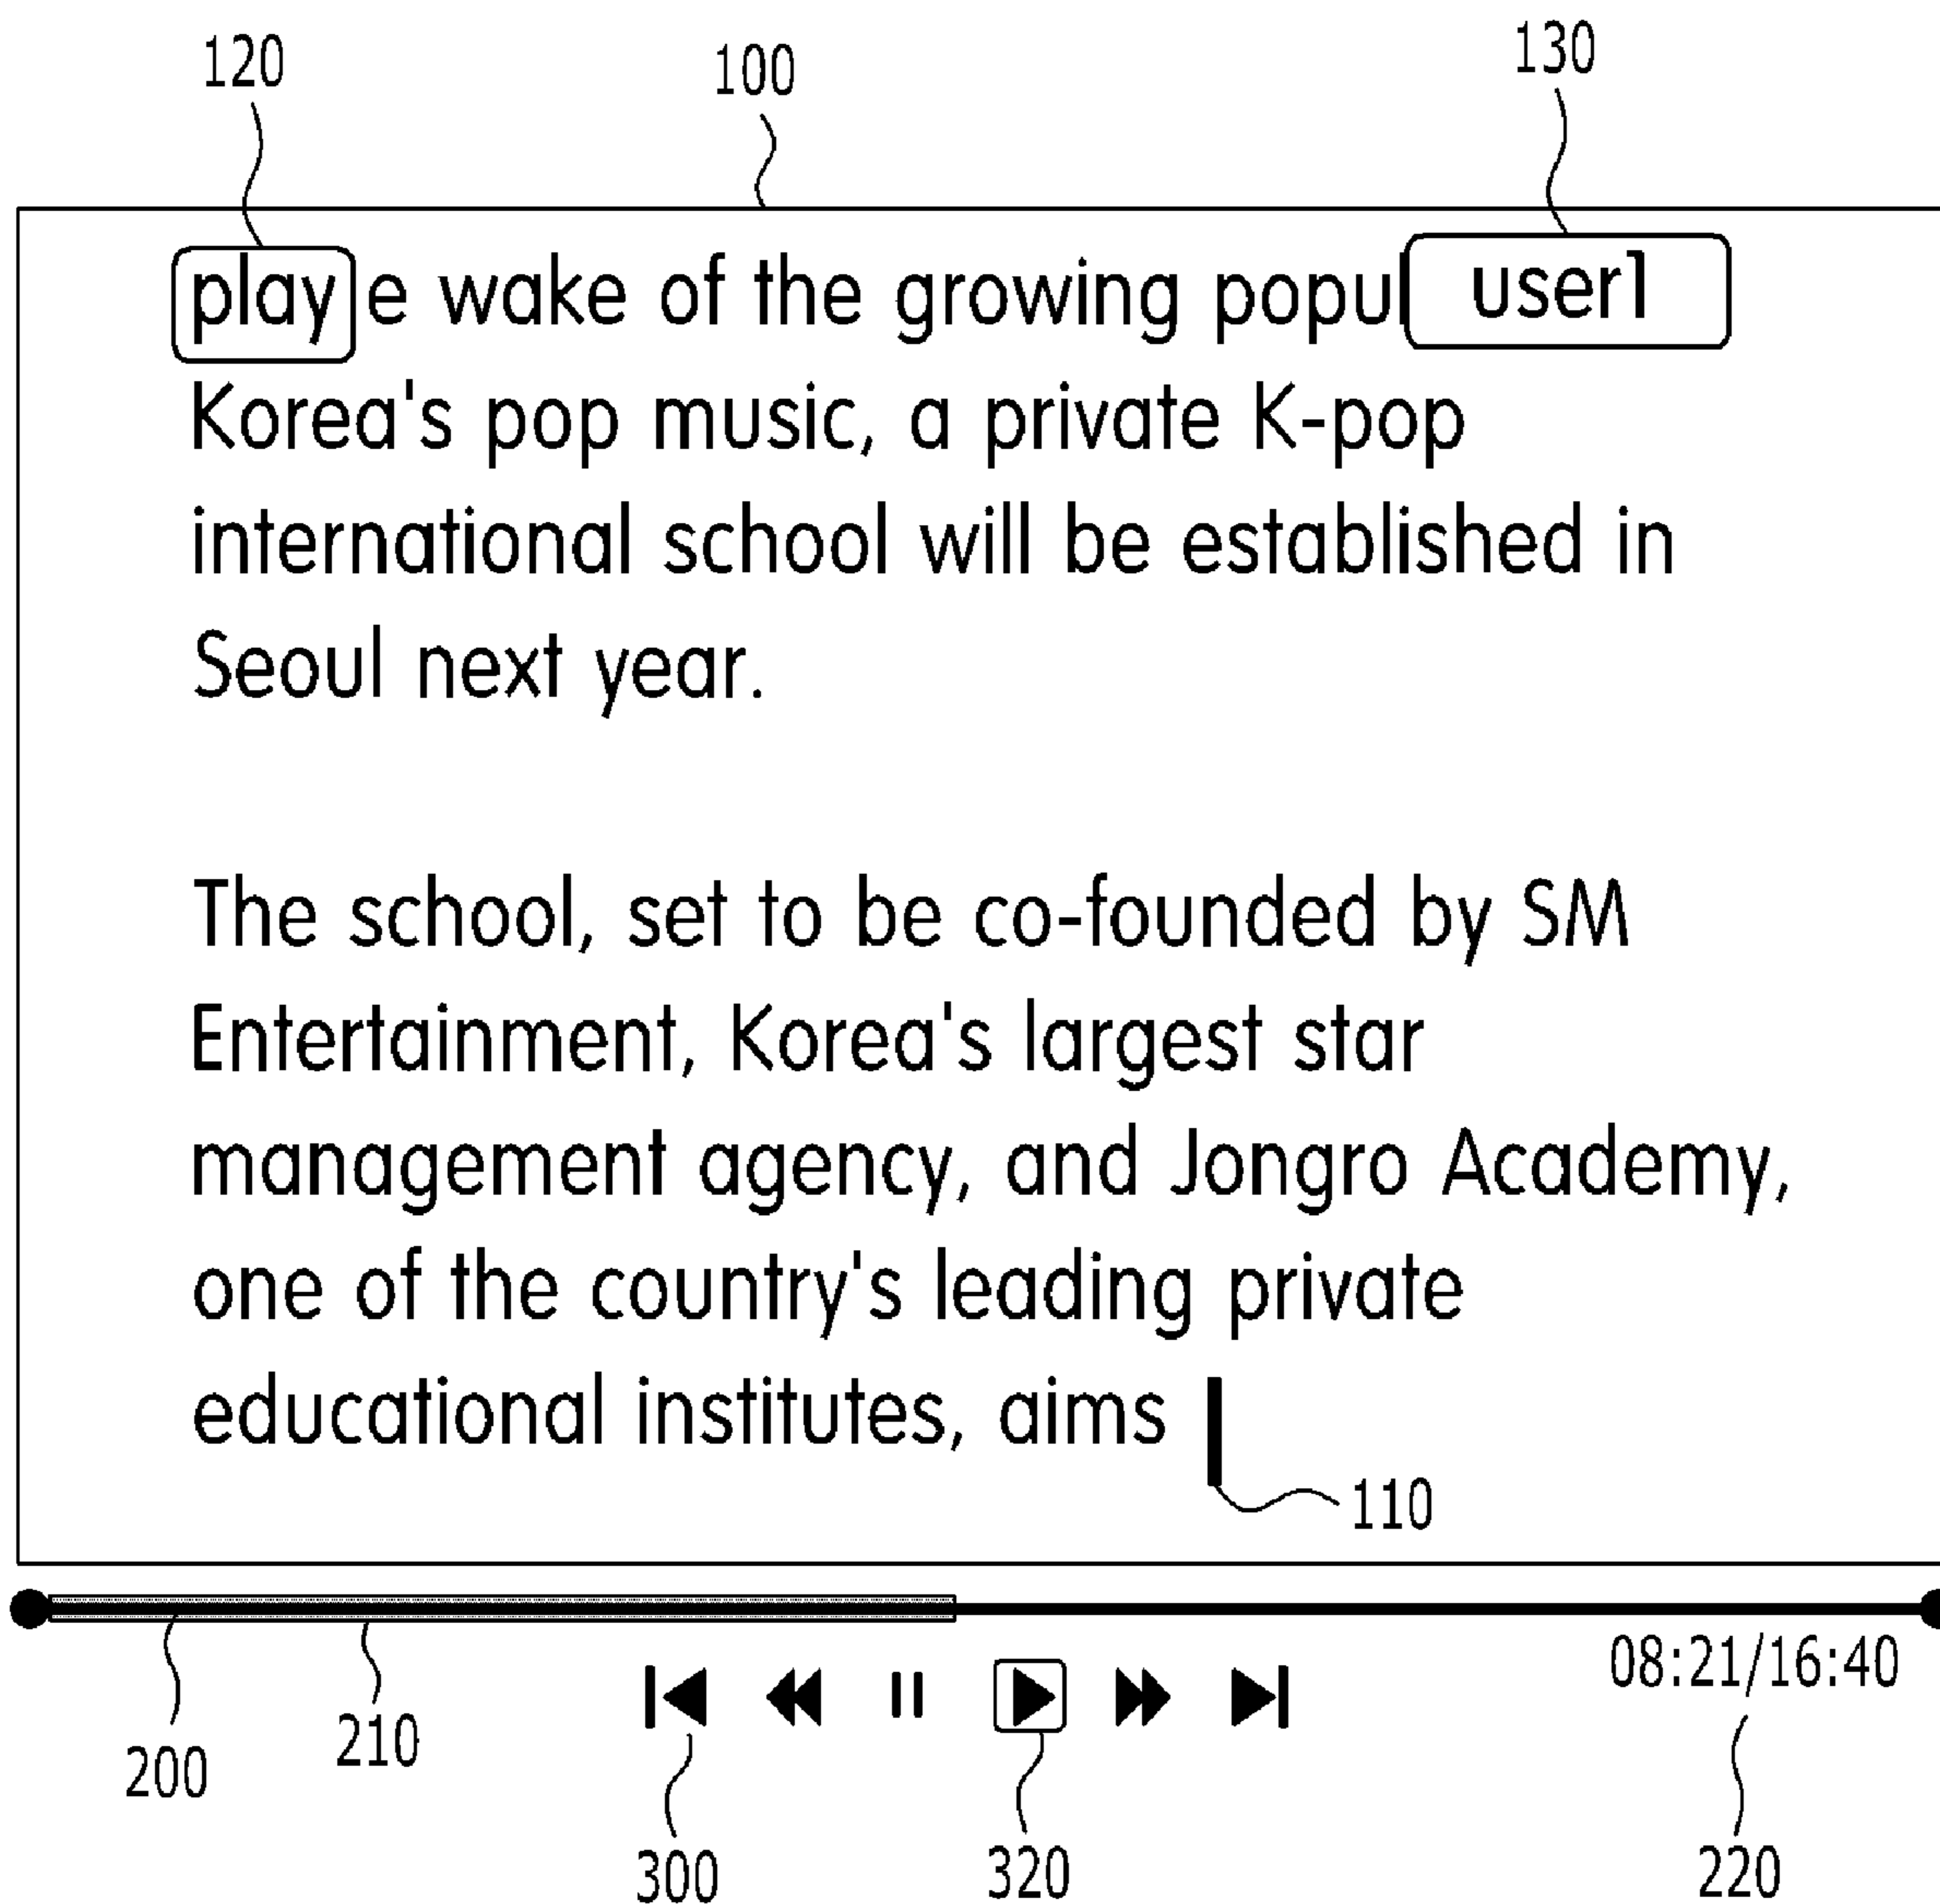 120 100 130
play e wake of the growing popul user1
Korea's pop music, a private K-pop
international school will be established in
Seoul next year.
The school, set to be co-founded by SM
Entertainment, Korea's largest star
management agency, and Jongro Academy,
one of the country's leading private
educational institutes, aims
110
08:21/16:40
200 210
300 320 220